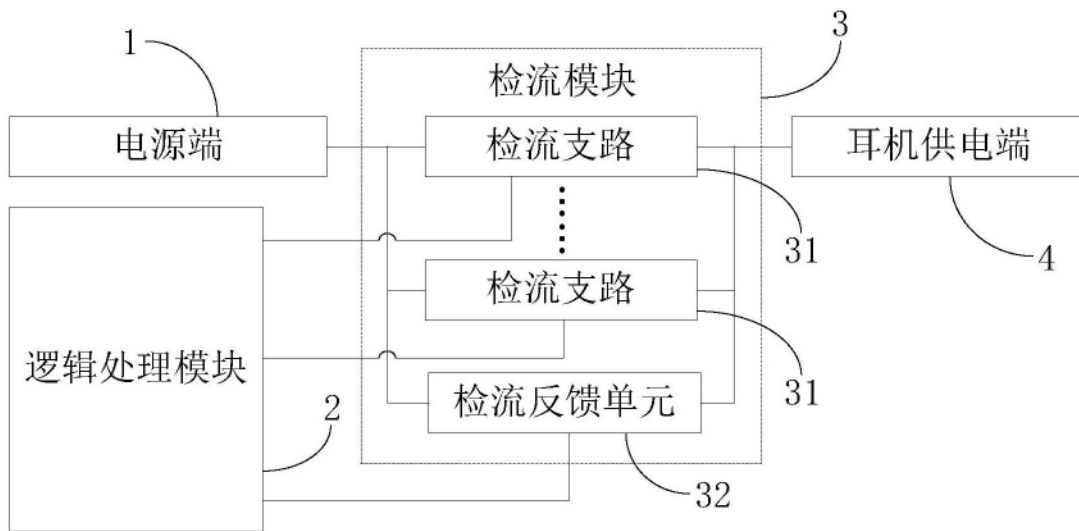 1
3
检流模块
电源端
检流支路
耳机供电端
31
4
检流支路
逻辑处理模块
31
2
检流反馈单元
32